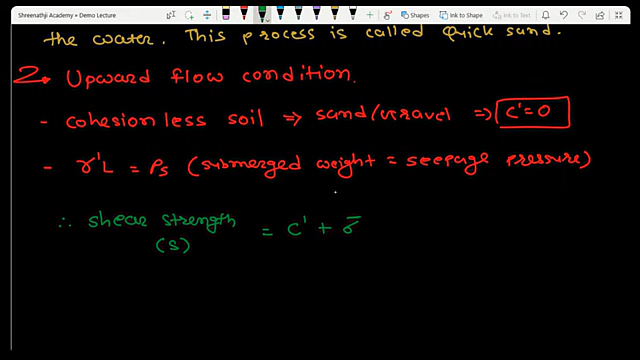 Shreenathji Academy • Demo Lecture
Shapes
Ink to Shape
Ink to Text
the water. This process is called Quick sand.
2. Upward flow condition.
- cohesion less soil ⇒ sand/Gravel ⇒ C'=0
- γ'L = Ps (submerged weight = seepage pressure)
∴ shear strength = C' + σ̄
(S)